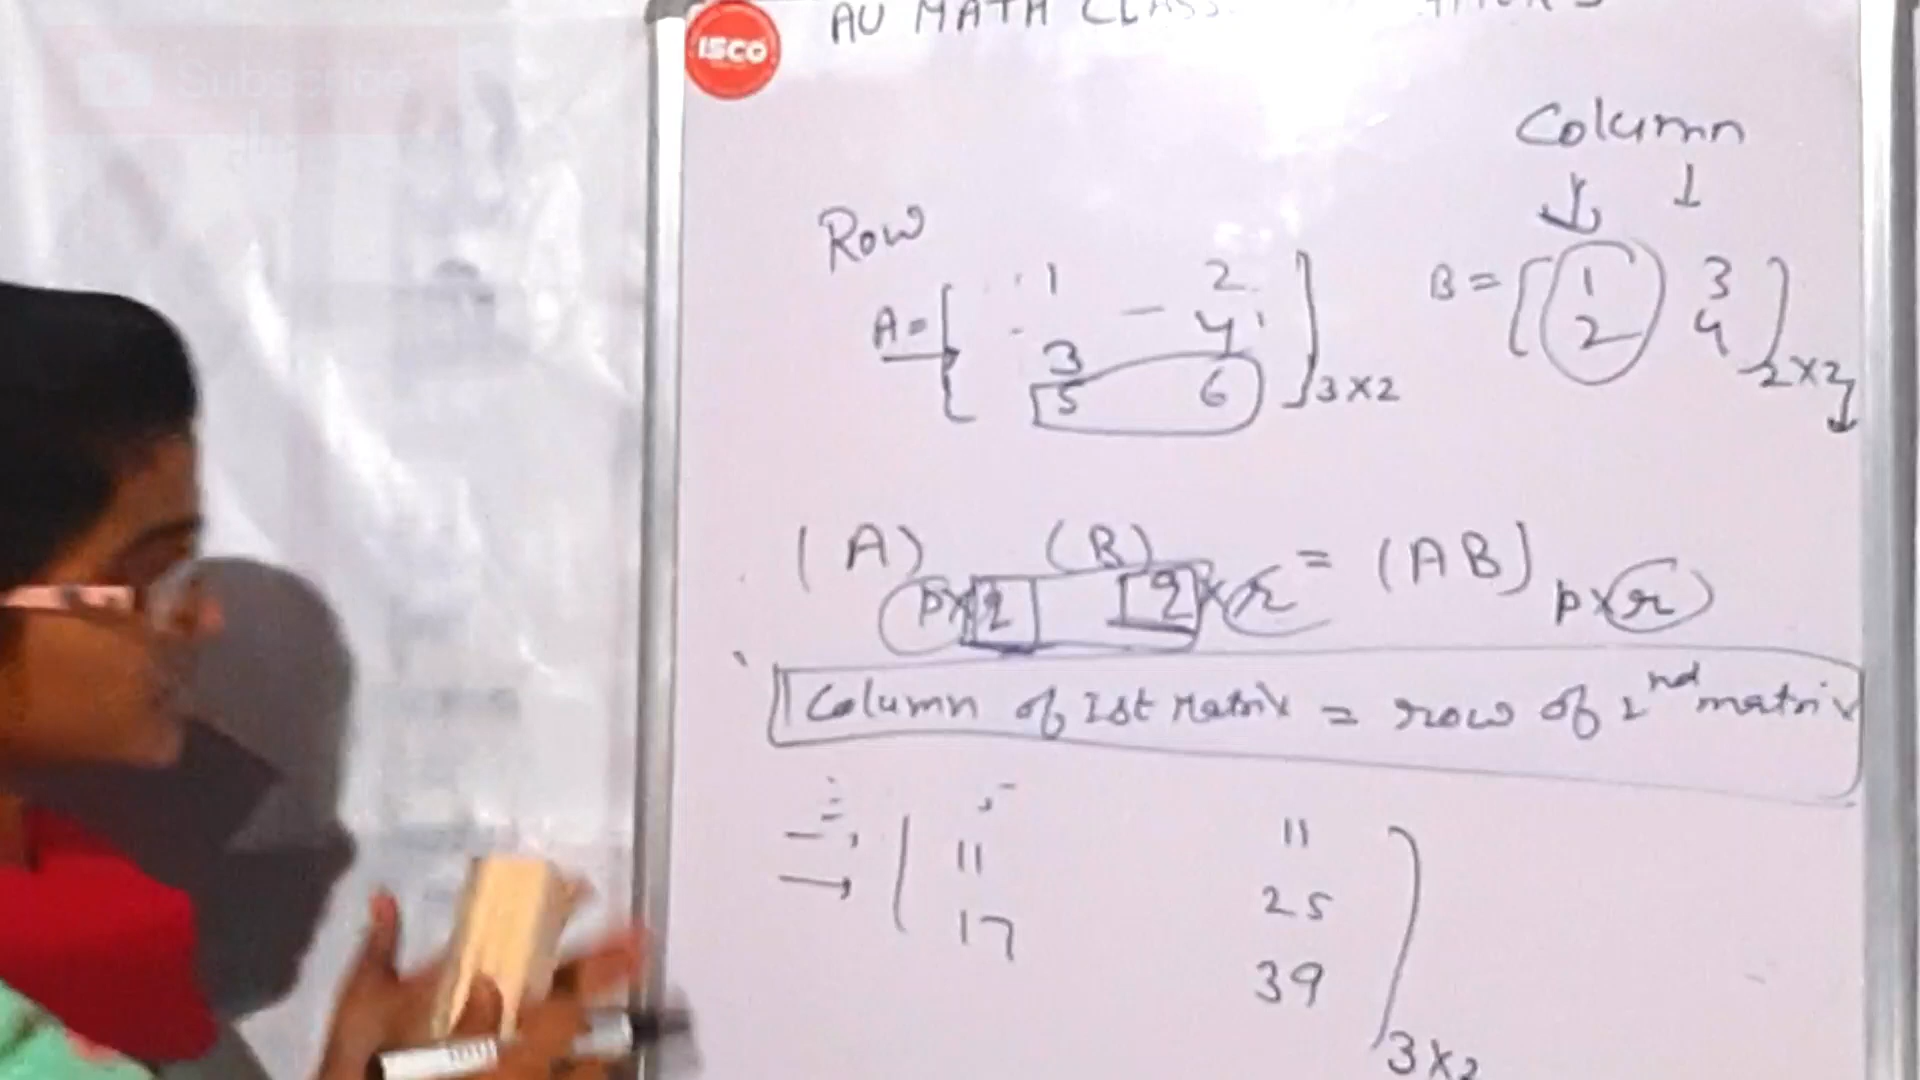 Subscribe
ISCO
AU MATH CLASS
Column
Row
A = [ 1 2
3 4
5 6 ] 3×2
B = [ 1 3
2 4 ] 2×2
(A) p×q (B) q×r = (AB) p×r
Column of 1st Matrix = row of 2nd matrix
11 11
25
17
39
3×2